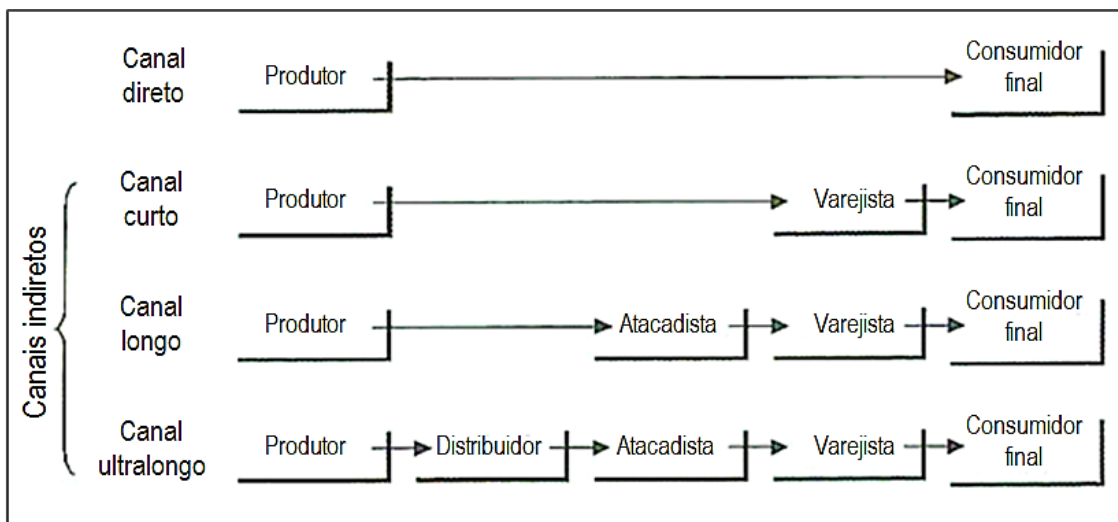 Canal
direto
Produtor
Consumidor
final
Canais indiretos
Canal
curto
Produtor
Varejista
Consumidor
final
Canal
longo
Produtor
Atacadista
Varejista
Consumidor
final
Canal
ultralongo
Produtor
Distribuidor
Atacadista
Varejista
Consumidor
final